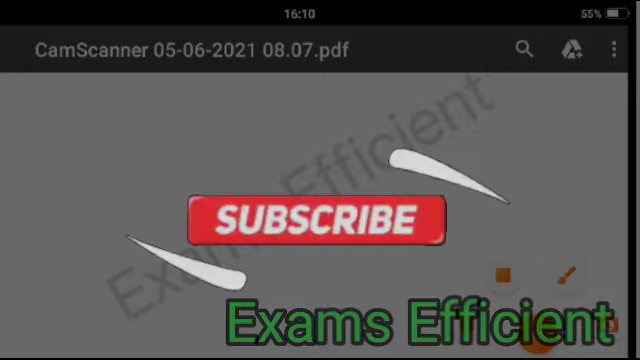 16:10
55%
CamScanner 05-06-2021 08.07.pdf
Exams Efficient
SUBSCRIBE
Exams Efficient